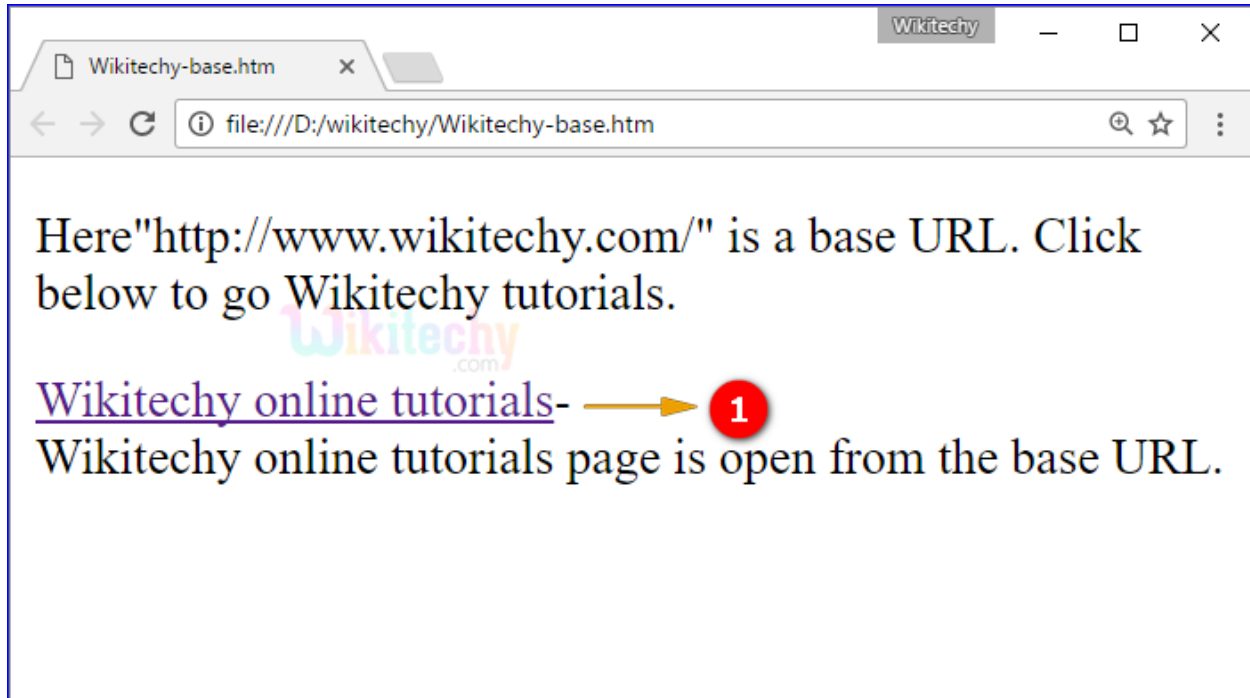 Wikitechy
Wikitechy-base.htm
file:///D:/wikitechy/Wikitechy-base.htm
Here"http://www.wikitechy.com/" is a base URL. Click
below to go Wikitechy tutorials.
Wikitechy
.com
Wikitechy online tutorials- 1
Wikitechy online tutorials page is open from the base URL.